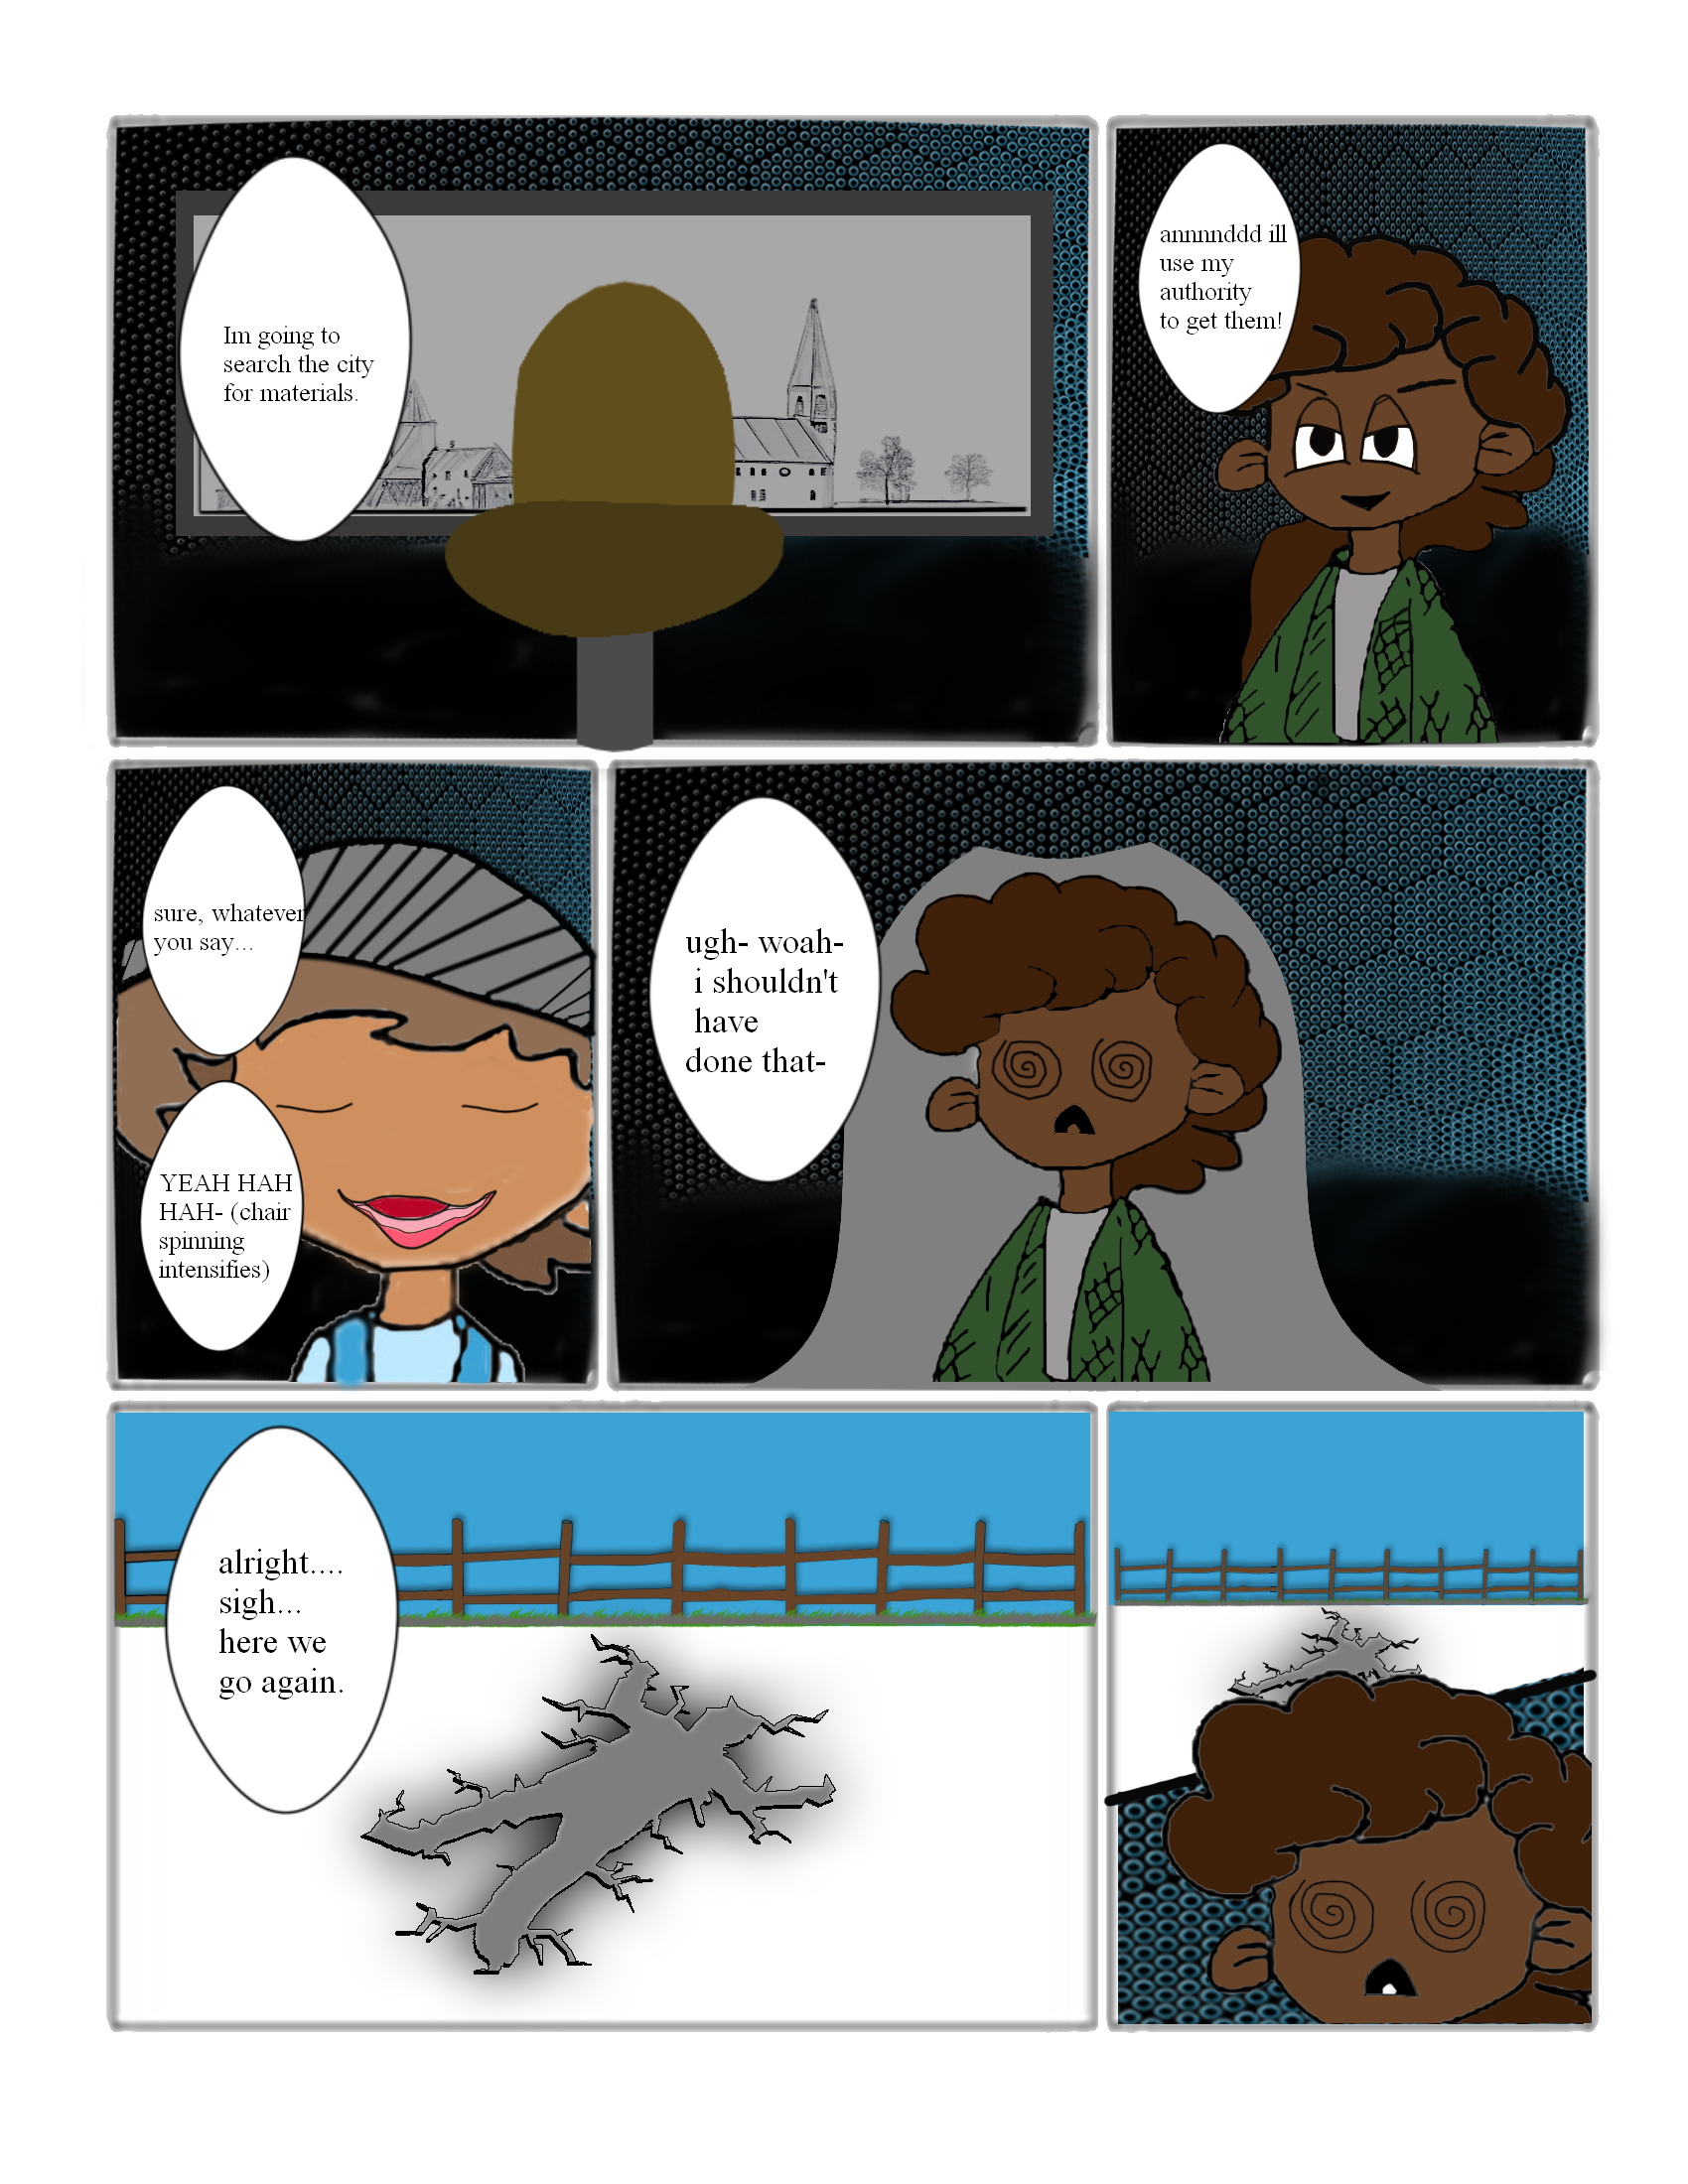 Im going to
search the city
for materials.
annnnddd ill
use my
authority
to get them!
sure, whatever
you say...
YEAH HAH
HAH- (chair
spinning
intensifies)
ugh- woah-
i shouldn't
have
done that-
alright....
sigh...
here we
go again.